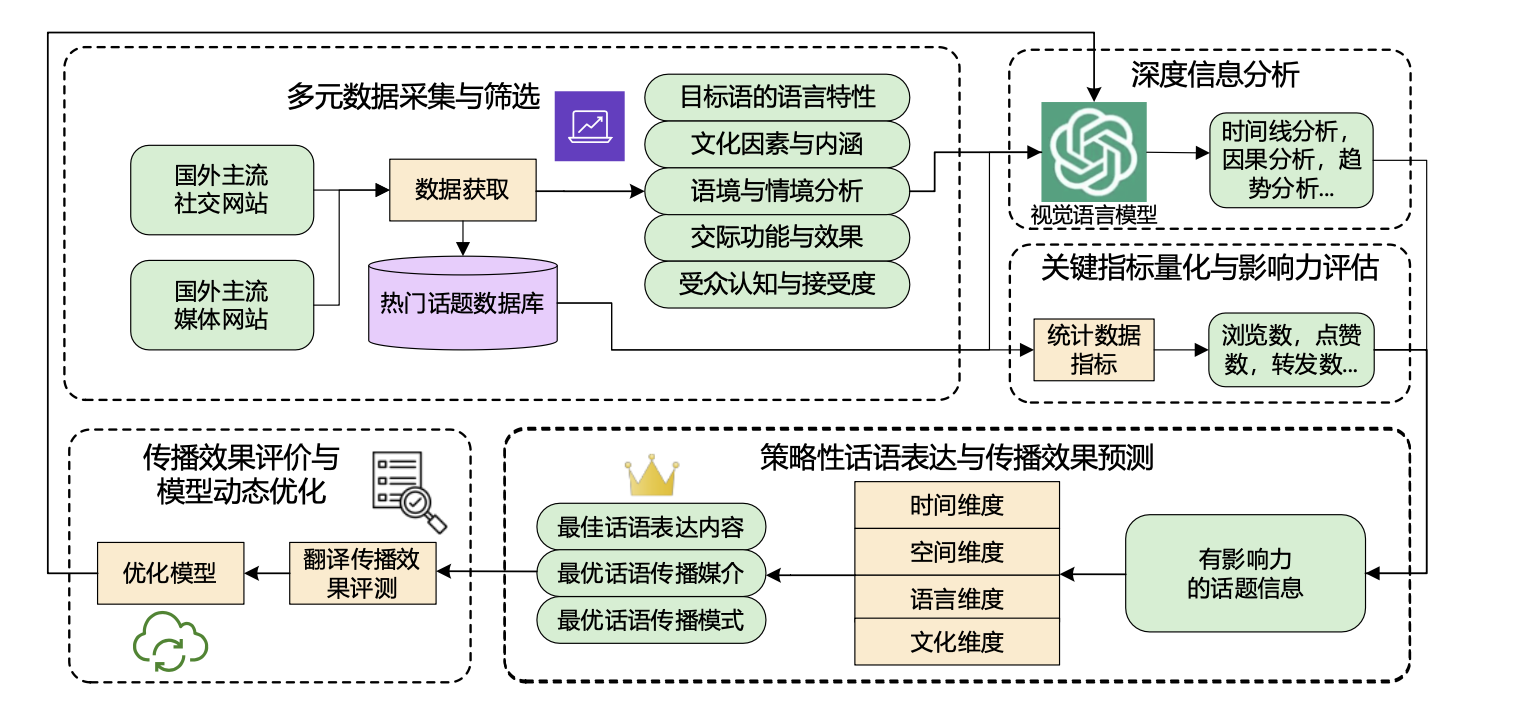 多元数据采集与筛选
国外主流
社交网站
国外主流
媒体网站
数据获取
热门话题数据库
目标语的语言特性
文化因素与内涵
语境与情境分析
交际功能与效果
受众认知与接受度
深度信息分析
视觉语言模型
时间线分析，
因果分析，趋
势分析...
关键指标量化与影响力评估
统计数据
指标
浏览数，点赞
数，转发数...
策略性话语表达与传播效果预测
有影响力
的话题信息
时间维度
空间维度
语言维度
文化维度
最佳话语表达内容
最优话语传播媒介
最优话语传播模式
传播效果评价与
模型动态优化
翻译传播效
果评测
优化模型